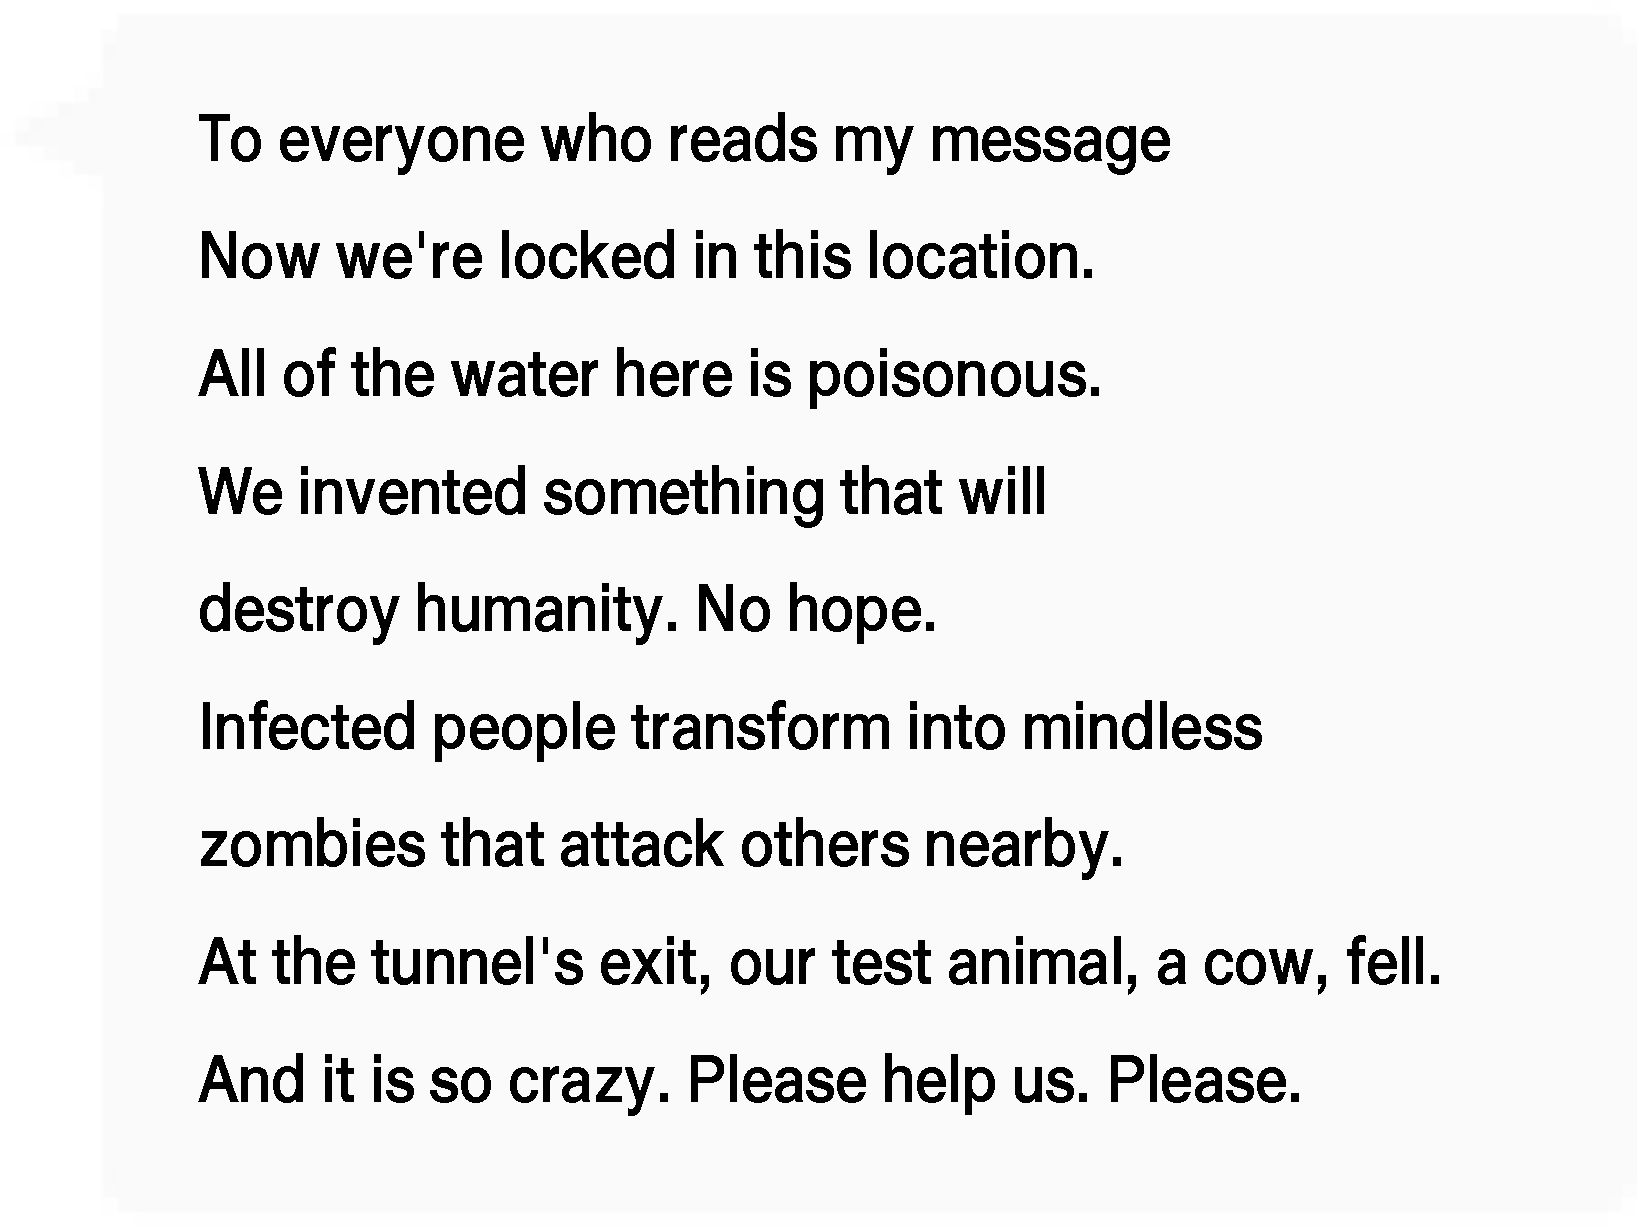 To everyone who reads my message
Now we're locked in this location.
All of the water here is poisonous.
We invented something that will
destroy humanity. No hope.
Infected people transform into mindless
zombies that attack others nearby.
At the tunnel's exit, our test animal, a cow, fell.
And it is so crazy. Please help us. Please.